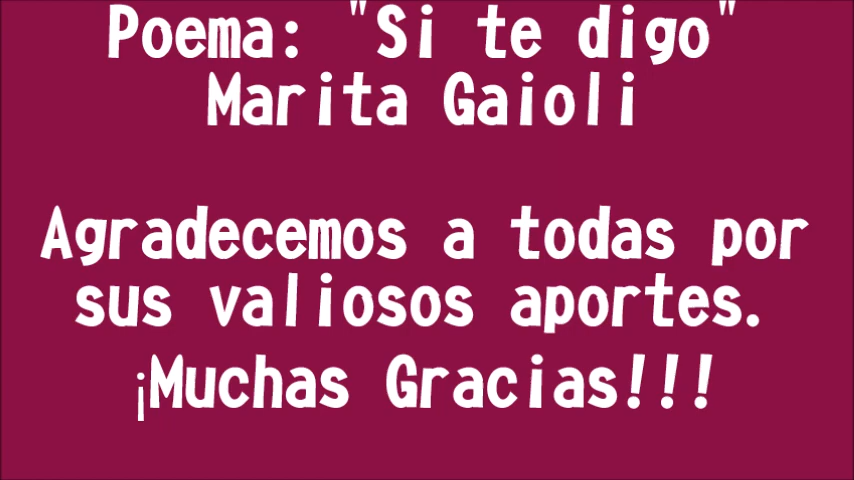 Poema: "Si te digo"
Marita Gaioli
Agradecemos a todas por
sus valiosos aportes.
¡Muchas Gracias!!!